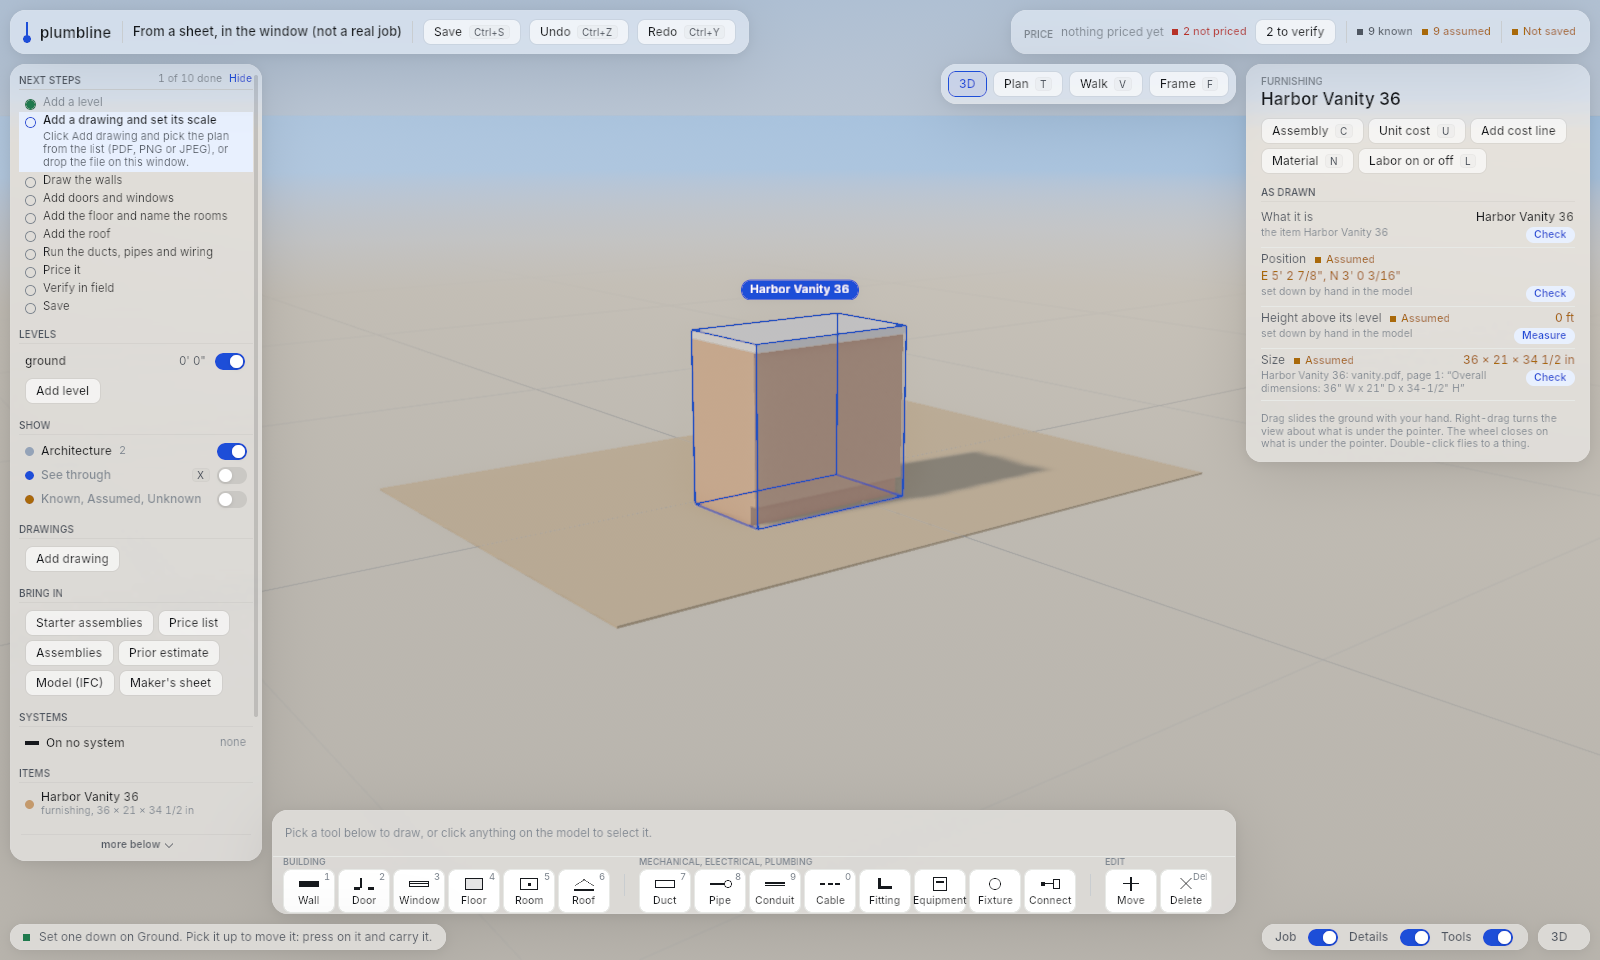 plumbline
From a sheet, in the window (not a real job)
Save Ctrl+S
Undo Ctrl+Z
Redo Ctrl+Y
PRICE nothing priced yet 2 not priced
2 to verify
9 known 9 assumed
Not saved
NEXT STEPS 1 of 10 done Hide
Add a level
Add a drawing and set its scale
Click Add drawing and pick the plan
from the list (PDF, PNG or JPEG), or
drop the file on this window.
Draw the walls
Add doors and windows
Add the floor and name the rooms
Add the roof
Run the ducts, pipes and wiring
Price it
Verify in field
Save
LEVELS
ground 0' 0"
Add level
SHOW
Architecture 2
See through X
Known, Assumed, Unknown
DRAWINGS
Add drawing
BRING IN
Starter assemblies Price list
Assemblies Prior estimate
Model (IFC) Maker's sheet
SYSTEMS
On no system none
ITEMS
Harbor Vanity 36
furnishing, 36 × 21 × 34 1/2 in
more below
3D Plan T Walk V Frame F
Harbor Vanity 36
FURNISHING
Harbor Vanity 36
Assembly C Unit cost U Add cost line
Material N Labor on or off L
AS DRAWN
What it is Harbor Vanity 36
the item Harbor Vanity 36 Check
Position Assumed
E 5' 2 7/8", N 3' 0 3/16"
set down by hand in the model Check
Height above its level Assumed 0 ft
set down by hand in the model Measure
Size Assumed 36 × 21 × 34 1/2 in
Harbor Vanity 36: vanity.pdf, page 1: "Overall Check
dimensions: 36" W x 21" D x 34-1/2" H"
Drag slides the ground with your hand. Right-drag turns the
view about what is under the pointer. The wheel closes on
what is under the pointer. Double-click flies to a thing.
Pick a tool below to draw, or click anything on the model to select it.
BUILDING MECHANICAL, ELECTRICAL, PLUMBING EDIT
1 2 3 4 5 6 7 8 9 0 Del
Wall Door Window Floor Room Roof Duct Pipe Conduit Cable Fitting Equipment Fixture Connect Move Delete
Set one down on Ground. Pick it up to move it: press on it and carry it.
Job Details Tools 3D